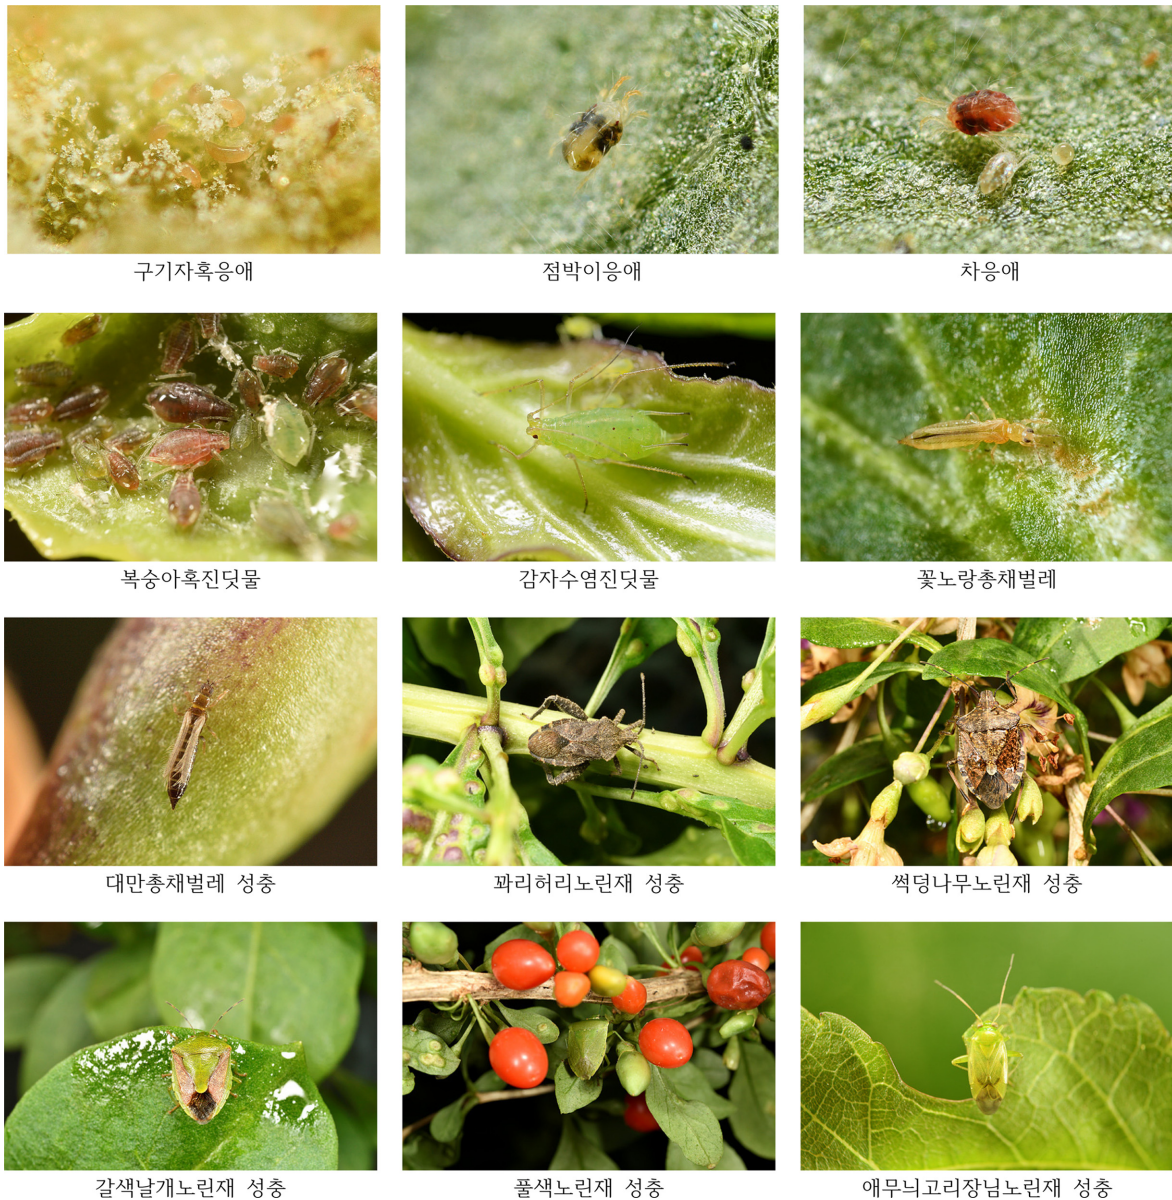 구기자혹응애
점박이응애
차응애
복숭아혹진딧물
감자수염진딧물
꽃노랑총채벌레
대만총채벌레 성충
꽈리허리노린재 성충
썩덩나무노린재 성충
갈색날개노린재 성충
풀색노린재 성충
애무늬고리장님노린재 성충